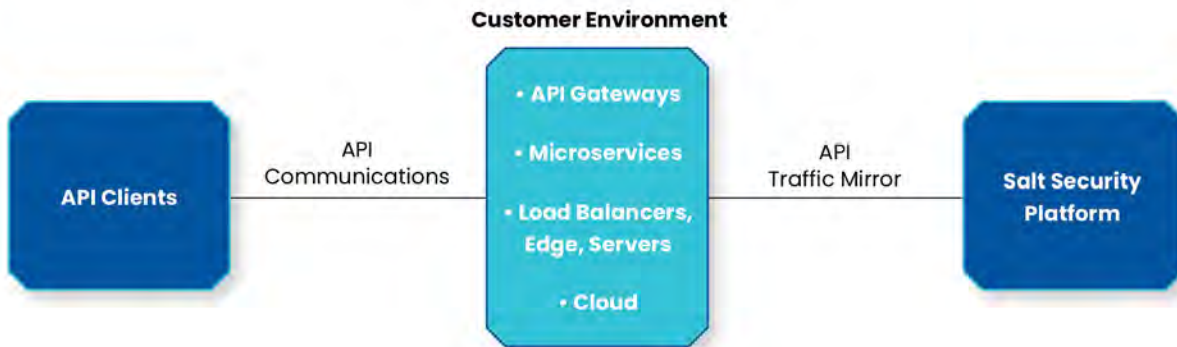 Customer Environment
API Clients
API
Communications
• API Gateways
• Microservices
• Load Balancers,
Edge, Servers
• Cloud
API
Traffic Mirror
Salt Security
Platform